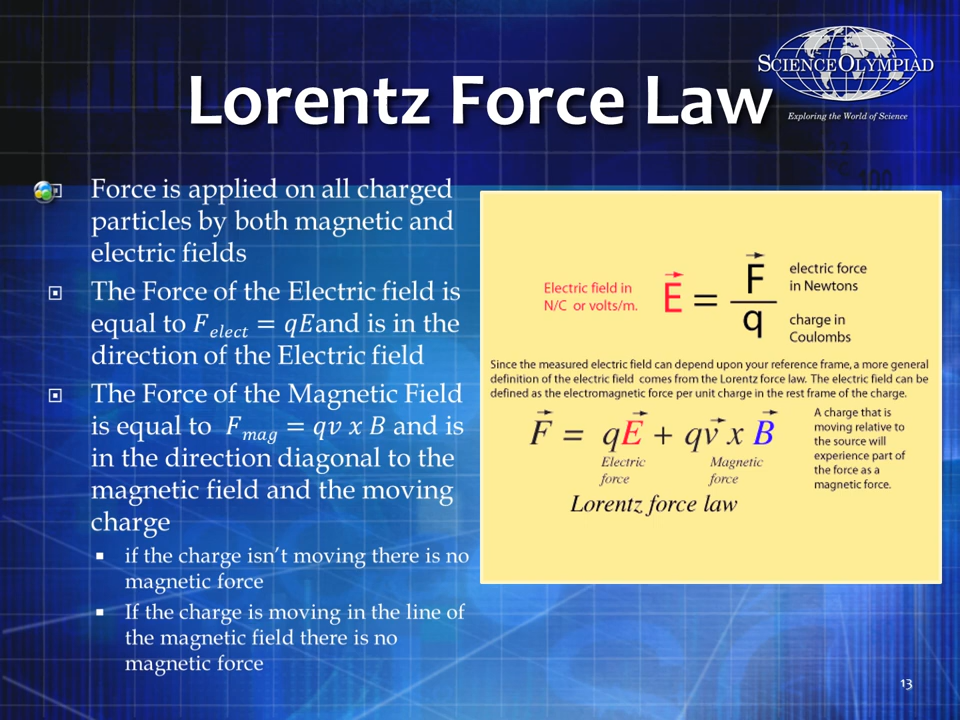 Lorentz Force Law
SCIENCEOLYMPIAD
Exploring the World of Science
Force is applied on all charged
particles by both magnetic and
electric fields
The Force of the Electric field is
equal to F_elect = qEand is in the
direction of the Electric field
The Force of the Magnetic Field
is equal to F_mag = qv x B and is
in the direction diagonal to the
magnetic field and the moving
charge
if the charge isn't moving there is no
magnetic force
If the charge is moving in the line of
the magnetic field there is no
magnetic force
Electric field in
N/C or volts/m.
E⃗ = F⃗ / q
electric force
in Newtons
charge in
Coulombs
Since the measured electric field can depend upon your reference frame, a more general
definition of the electric field comes from the Lorentz force law. The electric field can be
defined as the electromagnetic force per unit charge in the rest frame of the charge.
F⃗ = qE⃗ + qv⃗ x B⃗
Electric
force
Magnetic
force
Lorentz force law
A charge that is
moving relative to
the source will
experience part of
the force as a
magnetic force.
13